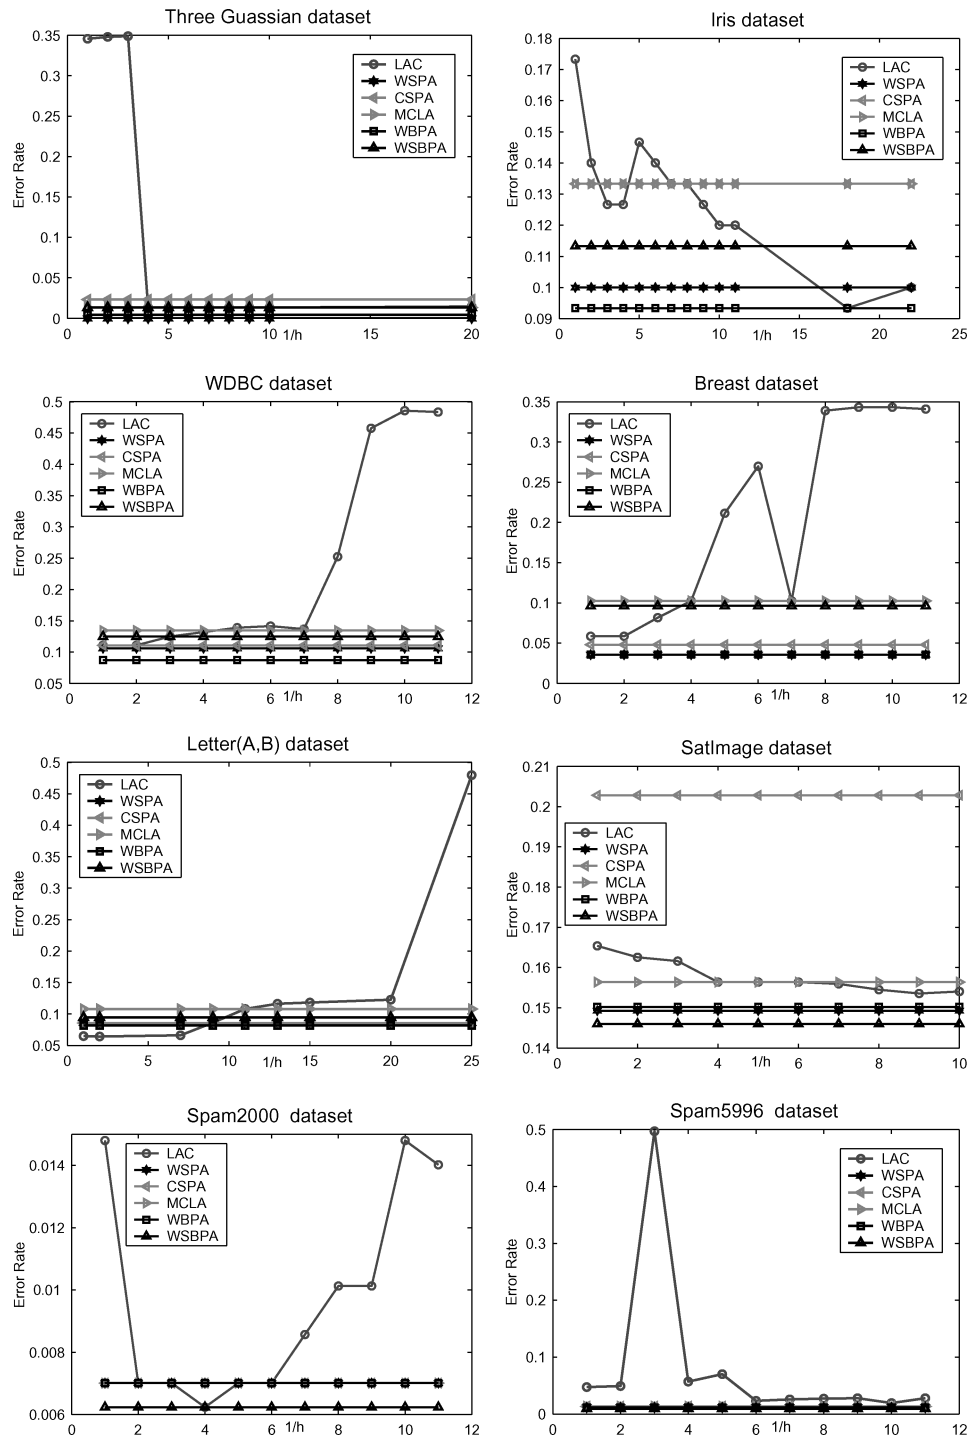 Three Guassian dataset
0.35
0.3
0.25
0.2
0.15
0.1
0.05
0
Error Rate
LAC
WSPA
CSPA
MCLA
WBPA
WSBPA
0 5 10 15 20
1/h
Iris dataset
0.18
0.17
0.16
0.15
0.14
0.13
0.12
0.11
0.1
0.09
Error Rate
LAC
WSPA
CSPA
MCLA
WBPA
WSBPA
0 5 10 15 20 25
1/h
WDBC dataset
0.5
0.45
0.4
0.35
0.3
0.25
0.2
0.15
0.1
0.05
Error Rate
LAC
WSPA
CSPA
MCLA
WBPA
WSBPA
0 2 4 6 8 10 12
1/h
Breast dataset
0.35
0.3
0.25
0.2
0.15
0.1
0.05
0
Error Rate
LAC
WSPA
CSPA
MCLA
WBPA
WSBPA
0 2 4 6 8 10 12
1/h
Letter(A,B) dataset
0.5
0.45
0.4
0.35
0.3
0.25
0.2
0.15
0.1
0.05
Error Rate
LAC
WSPA
CSPA
MCLA
WBPA
WSBPA
0 5 10 15 20 25
1/h
SatImage dataset
0.21
0.2
0.19
0.18
0.17
0.16
0.15
0.14
Error Rate
LAC
WSPA
CSPA
MCLA
WBPA
WSBPA
0 2 4 6 8 10
1/h
Spam2000 dataset
0.014
0.012
0.01
0.008
0.006
Error Rate
LAC
WSPA
CSPA
MCLA
WBPA
WSBPA
0 2 4 6 8 10 12
1/h
Spam5996 dataset
0.5
0.4
0.3
0.2
0.1
0
Error Rate
LAC
WSPA
CSPA
MCLA
WBPA
WSBPA
0 2 4 6 8 10 12
1/h